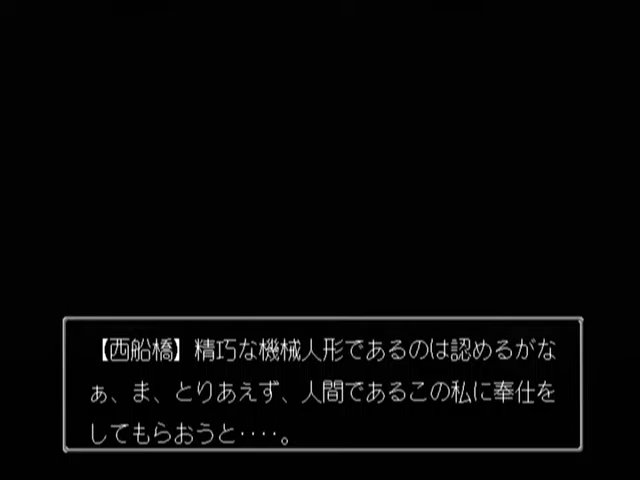 【西船橋】精巧な機械人形であるのは認めるがな
ぁ、ま、とりあえず、人間であるこの私に奉仕を
してもらおうと‥‥。